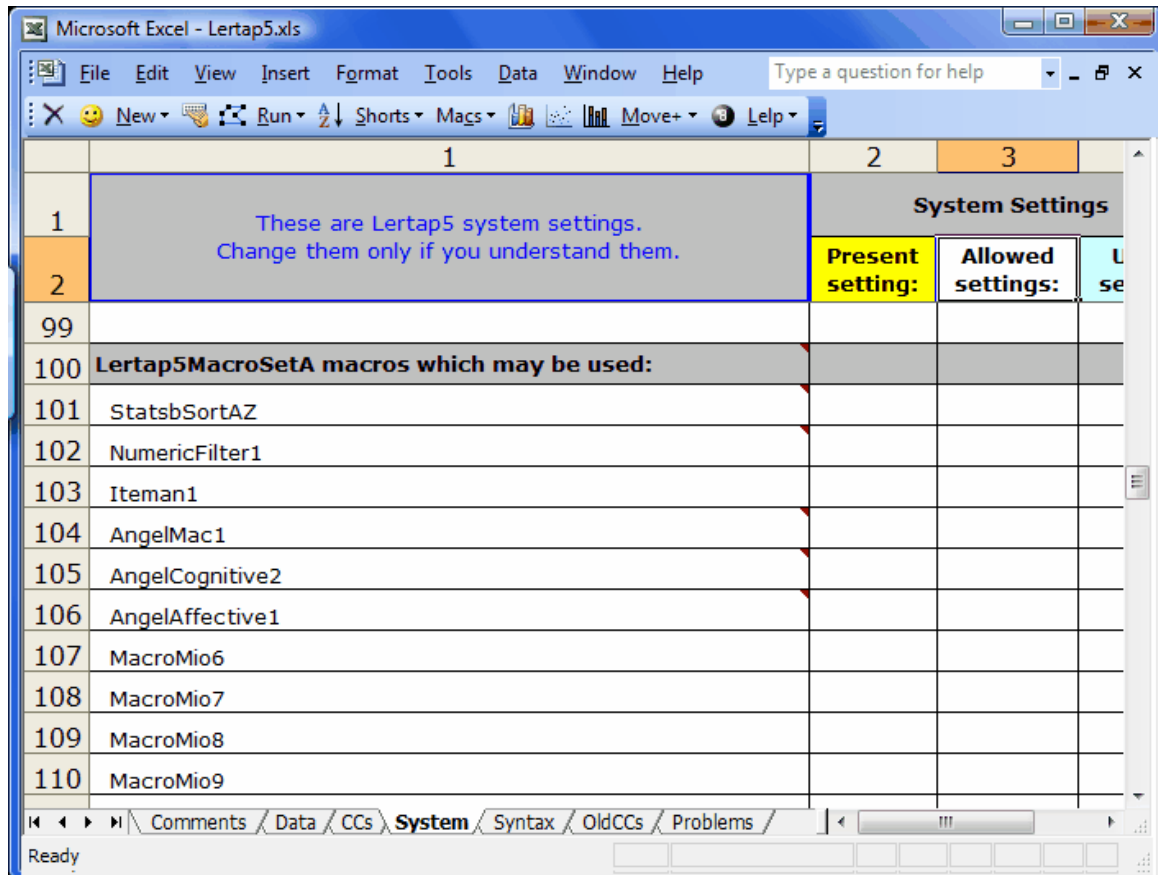 Microsoft Excel - Lertap5.xls
File Edit View Insert Format Tools Data Window Help Type a question for help
New Run Shorts Macs Move+ Lelp
1 2 3
1 These are Lertap5 system settings. System Settings
Change them only if you understand them.
2 Present setting: Allowed settings: U se
99
100 Lertap5MacroSetA macros which may be used:
101 StatsbSortAZ
102 NumericFilter1
103 Iteman1
104 AngelMac1
105 AngelCognitive2
106 AngelAffective1
107 MacroMio6
108 MacroMio7
109 MacroMio8
110 MacroMio9
Comments Data CCs System Syntax OldCCs Problems
Ready